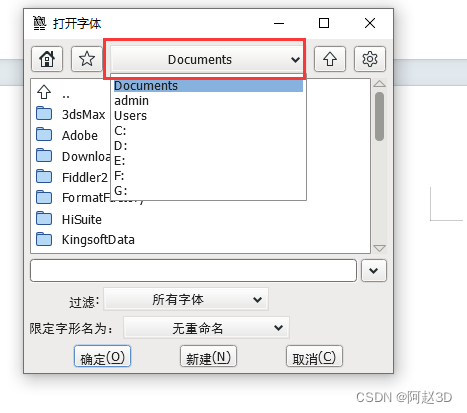 打开字体
Documents
Documents
admin
Users
C:
D:
E:
F:
G:
..
3dsMax
Adobe
Downloa
Fiddler2
FormatFactory
HiSuite
KingsoftData
过滤: 所有字体
限定字形名为: 无重命名
确定(O) 新建(N) 取消(C)
CSDN @阿赵3D